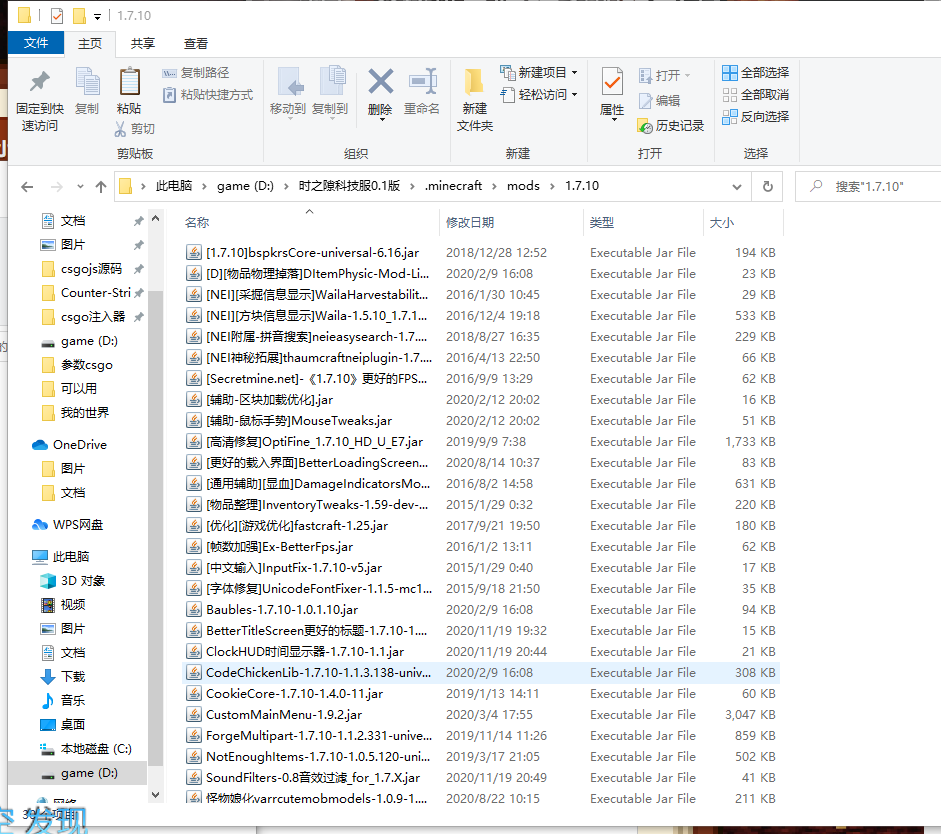 1.7.10
文件 主页 共享 查看
固定到快速访问
复制
粘贴
复制路径
粘贴快捷方式
剪切
剪贴板
移动到
复制到
删除
重命名
组织
新建
文件夹
新建项目
轻松访问
新建
属性
打开
编辑
历史记录
打开
全部选择
全部取消
反向选择
选择
此电脑 game (D:) 时之隙科技服0.1版 .minecraft mods 1.7.10
搜索"1.7.10"
文档
图片
csgojs源码
Counter-Stri
csgo注入器
game (D:)
参数csgo
可以用
我的世界
OneDrive
图片
文档
WPS网盘
此电脑
3D 对象
视频
图片
文档
下载
音乐
桌面
本地磁盘 (C:)
game (D:)
网络
名称 修改日期 类型 大小
[1.7.10]bspkrsCore-universal-6.16.jar 2018/12/28 12:52 Executable Jar File 194 KB
[D][物品物理掉落]DItemPhysic-Mod-Li... 2020/2/9 16:08 Executable Jar File 23 KB
[NEI][采掘信息显示]WailaHarvestabilit... 2016/1/30 10:45 Executable Jar File 29 KB
[NEI][方块信息显示]Waila-1.5.10_1.7.1... 2016/12/4 19:18 Executable Jar File 533 KB
[NEI附属-拼音搜索]neieasysearch-1.7.... 2018/8/27 16:35 Executable Jar File 229 KB
[NEI神秘拓展]thaumcraftneiplugin-1.7.... 2016/4/13 22:50 Executable Jar File 66 KB
[Secretmine.net]-《1.7.10》更好的FPS... 2016/9/9 13:29 Executable Jar File 62 KB
[辅助-区块加载优化].jar 2020/2/12 20:02 Executable Jar File 16 KB
[辅助-鼠标手势]MouseTweaks.jar 2020/2/12 20:02 Executable Jar File 51 KB
[高清修复]OptiFine_1.7.10_HD_U_E7.jar 2019/9/9 7:38 Executable Jar File 1,733 KB
[更好的载入界面]BetterLoadingScreen... 2020/8/14 10:37 Executable Jar File 83 KB
[通用辅助][显血]DamageIndicatorsMo... 2016/8/2 14:58 Executable Jar File 631 KB
[物品整理]InventoryTweaks-1.59-dev-... 2015/1/29 0:32 Executable Jar File 220 KB
[优化][游戏优化]fastcraft-1.25.jar 2017/9/21 19:50 Executable Jar File 180 KB
[帧数加强]Ex-BetterFps.jar 2016/1/2 13:11 Executable Jar File 62 KB
[中文输入]InputFix-1.7.10-v5.jar 2015/1/29 0:40 Executable Jar File 17 KB
[字体修复]UnicodeFontFixer-1.1.5-mc1... 2015/9/18 21:50 Executable Jar File 35 KB
Baubles-1.7.10-1.0.1.10.jar 2020/2/9 16:08 Executable Jar File 94 KB
BetterTitleScreen更好的标题-1.7.10-1.... 2020/11/19 19:32 Executable Jar File 15 KB
ClockHUD时间显示器-1.7.10-1.1.jar 2020/11/19 20:44 Executable Jar File 21 KB
CodeChickenLib-1.7.10-1.1.3.138-univ... 2020/2/9 16:08 Executable Jar File 308 KB
CookieCore-1.7.10-1.4.0-11.jar 2019/1/13 14:11 Executable Jar File 60 KB
CustomMainMenu-1.9.2.jar 2020/3/4 17:55 Executable Jar File 3,047 KB
ForgeMultipart-1.7.10-1.1.2.331-unive... 2019/11/14 11:26 Executable Jar File 859 KB
NotEnoughItems-1.7.10-1.0.5.120-uni... 2019/3/17 21:05 Executable Jar File 502 KB
SoundFilters-0.8音效过滤_for_1.7.X.jar 2020/11/19 20:49 Executable Jar File 41 KB
怪物娘化varrcutemobmodels-1.0.9-1.... 2020/8/22 10:15 Executable Jar File 211 KB
发现